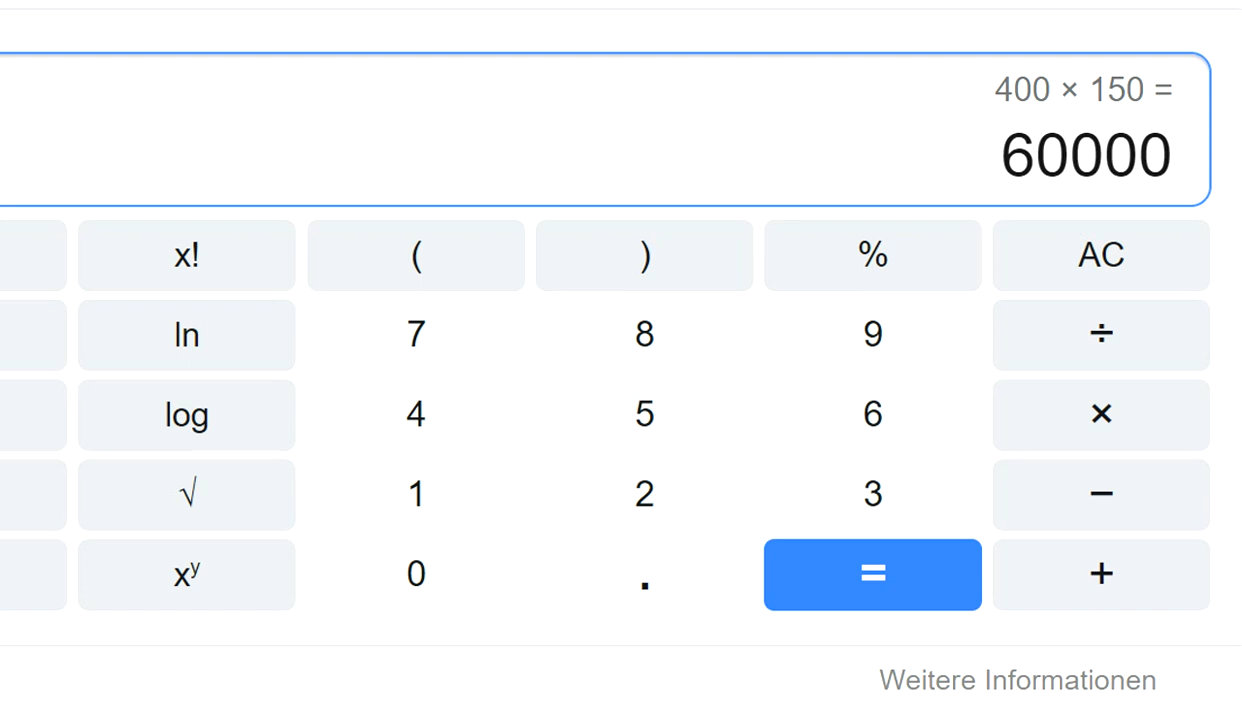 400 × 150 =
60000
x! ( ) % AC
ln 7 8 9 ÷
log 4 5 6 ×
√ 1 2 3 −
xʸ 0 . = +
Weitere Informationen